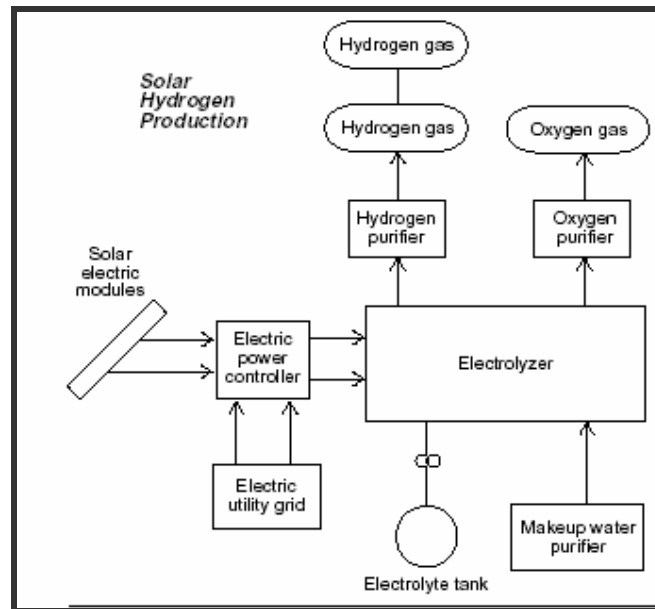 Solar
Hydrogen
Production
Hydrogen gas
Hydrogen gas
Oxygen gas
Hydrogen
purifier
Oxygen
purifier
Solar
electric
modules
Electric
power
controller
Electrolyzer
Electric
utility grid
Electrolyte tank
Makeup water
purifier